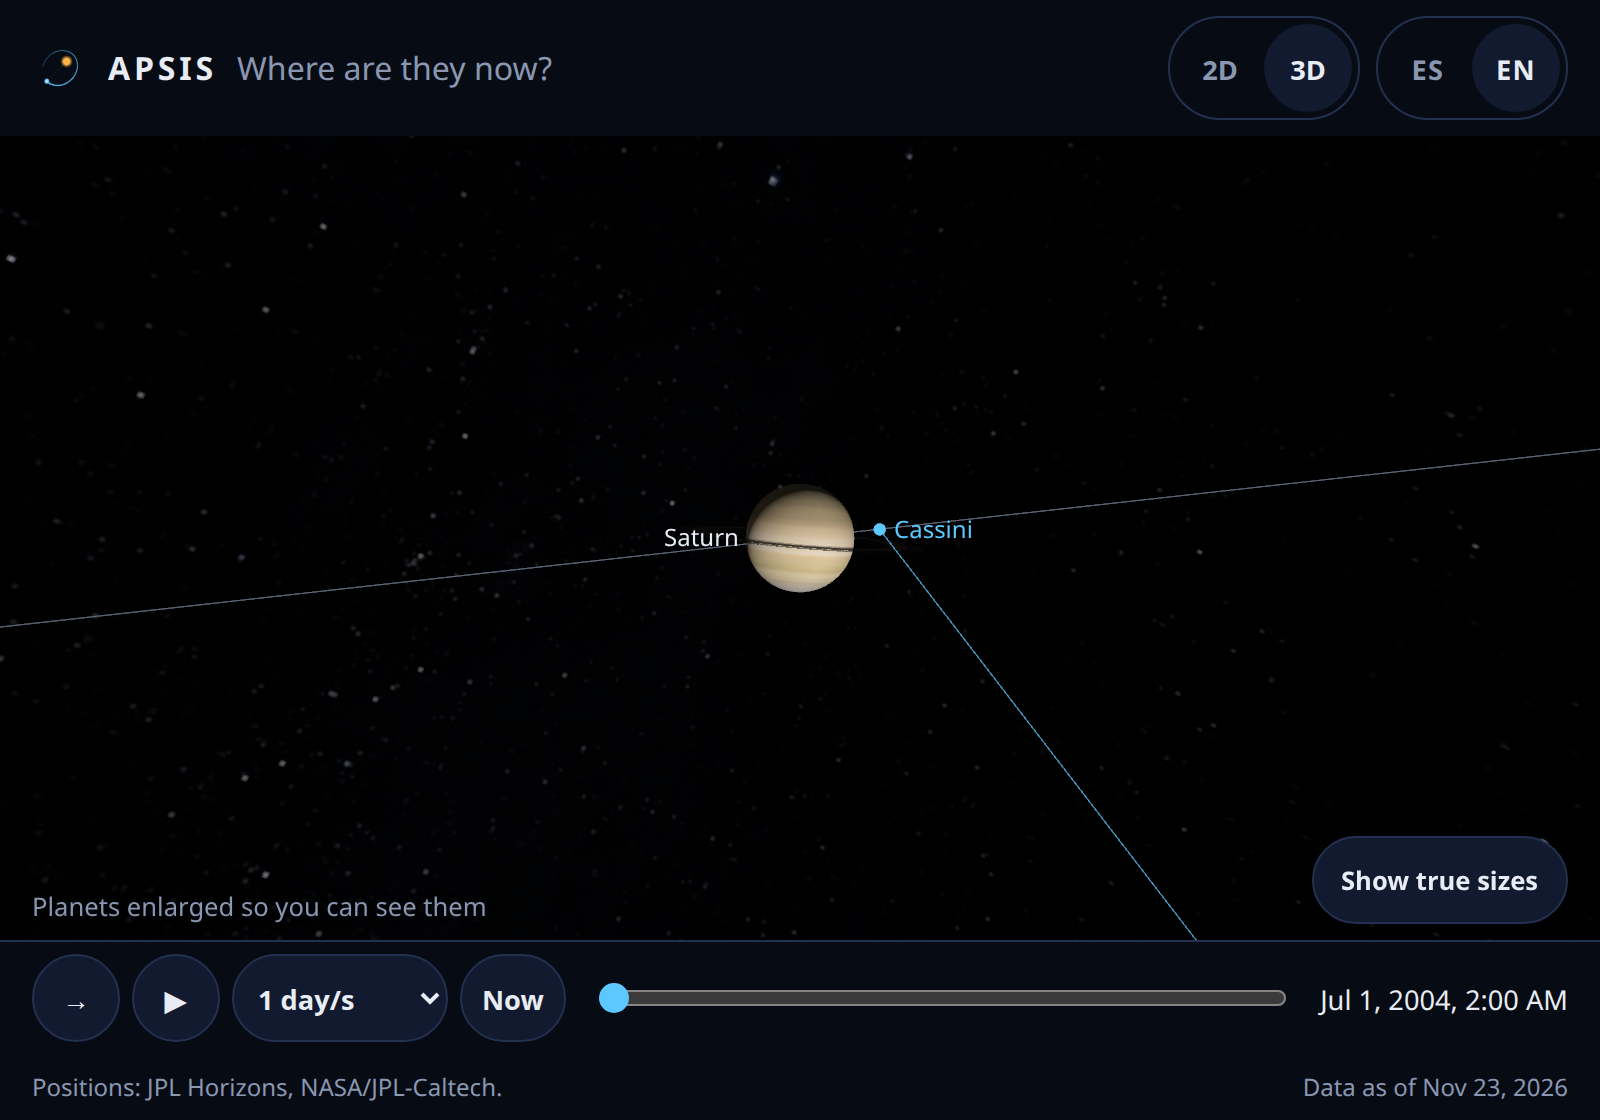 APSIS Where are they now?
2D 3D ES EN
Saturn
Cassini
Planets enlarged so you can see them
Show true sizes
→ ▶ 1 day/s Now Jul 1, 2004, 2:00 AM
Positions: JPL Horizons, NASA/JPL-Caltech.
Data as of Nov 23, 2026